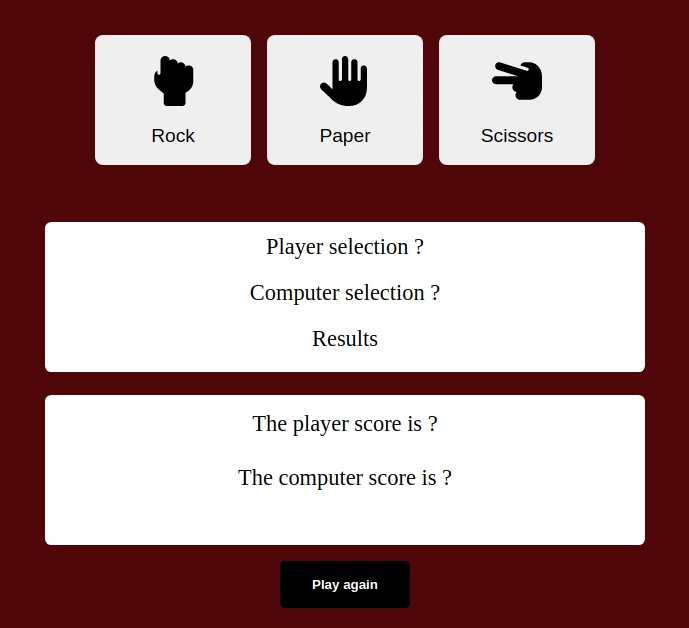 Rock
Paper
Scissors
Player selection ?
Computer selection ?
Results
The player score is ?
The computer score is ?
Play again